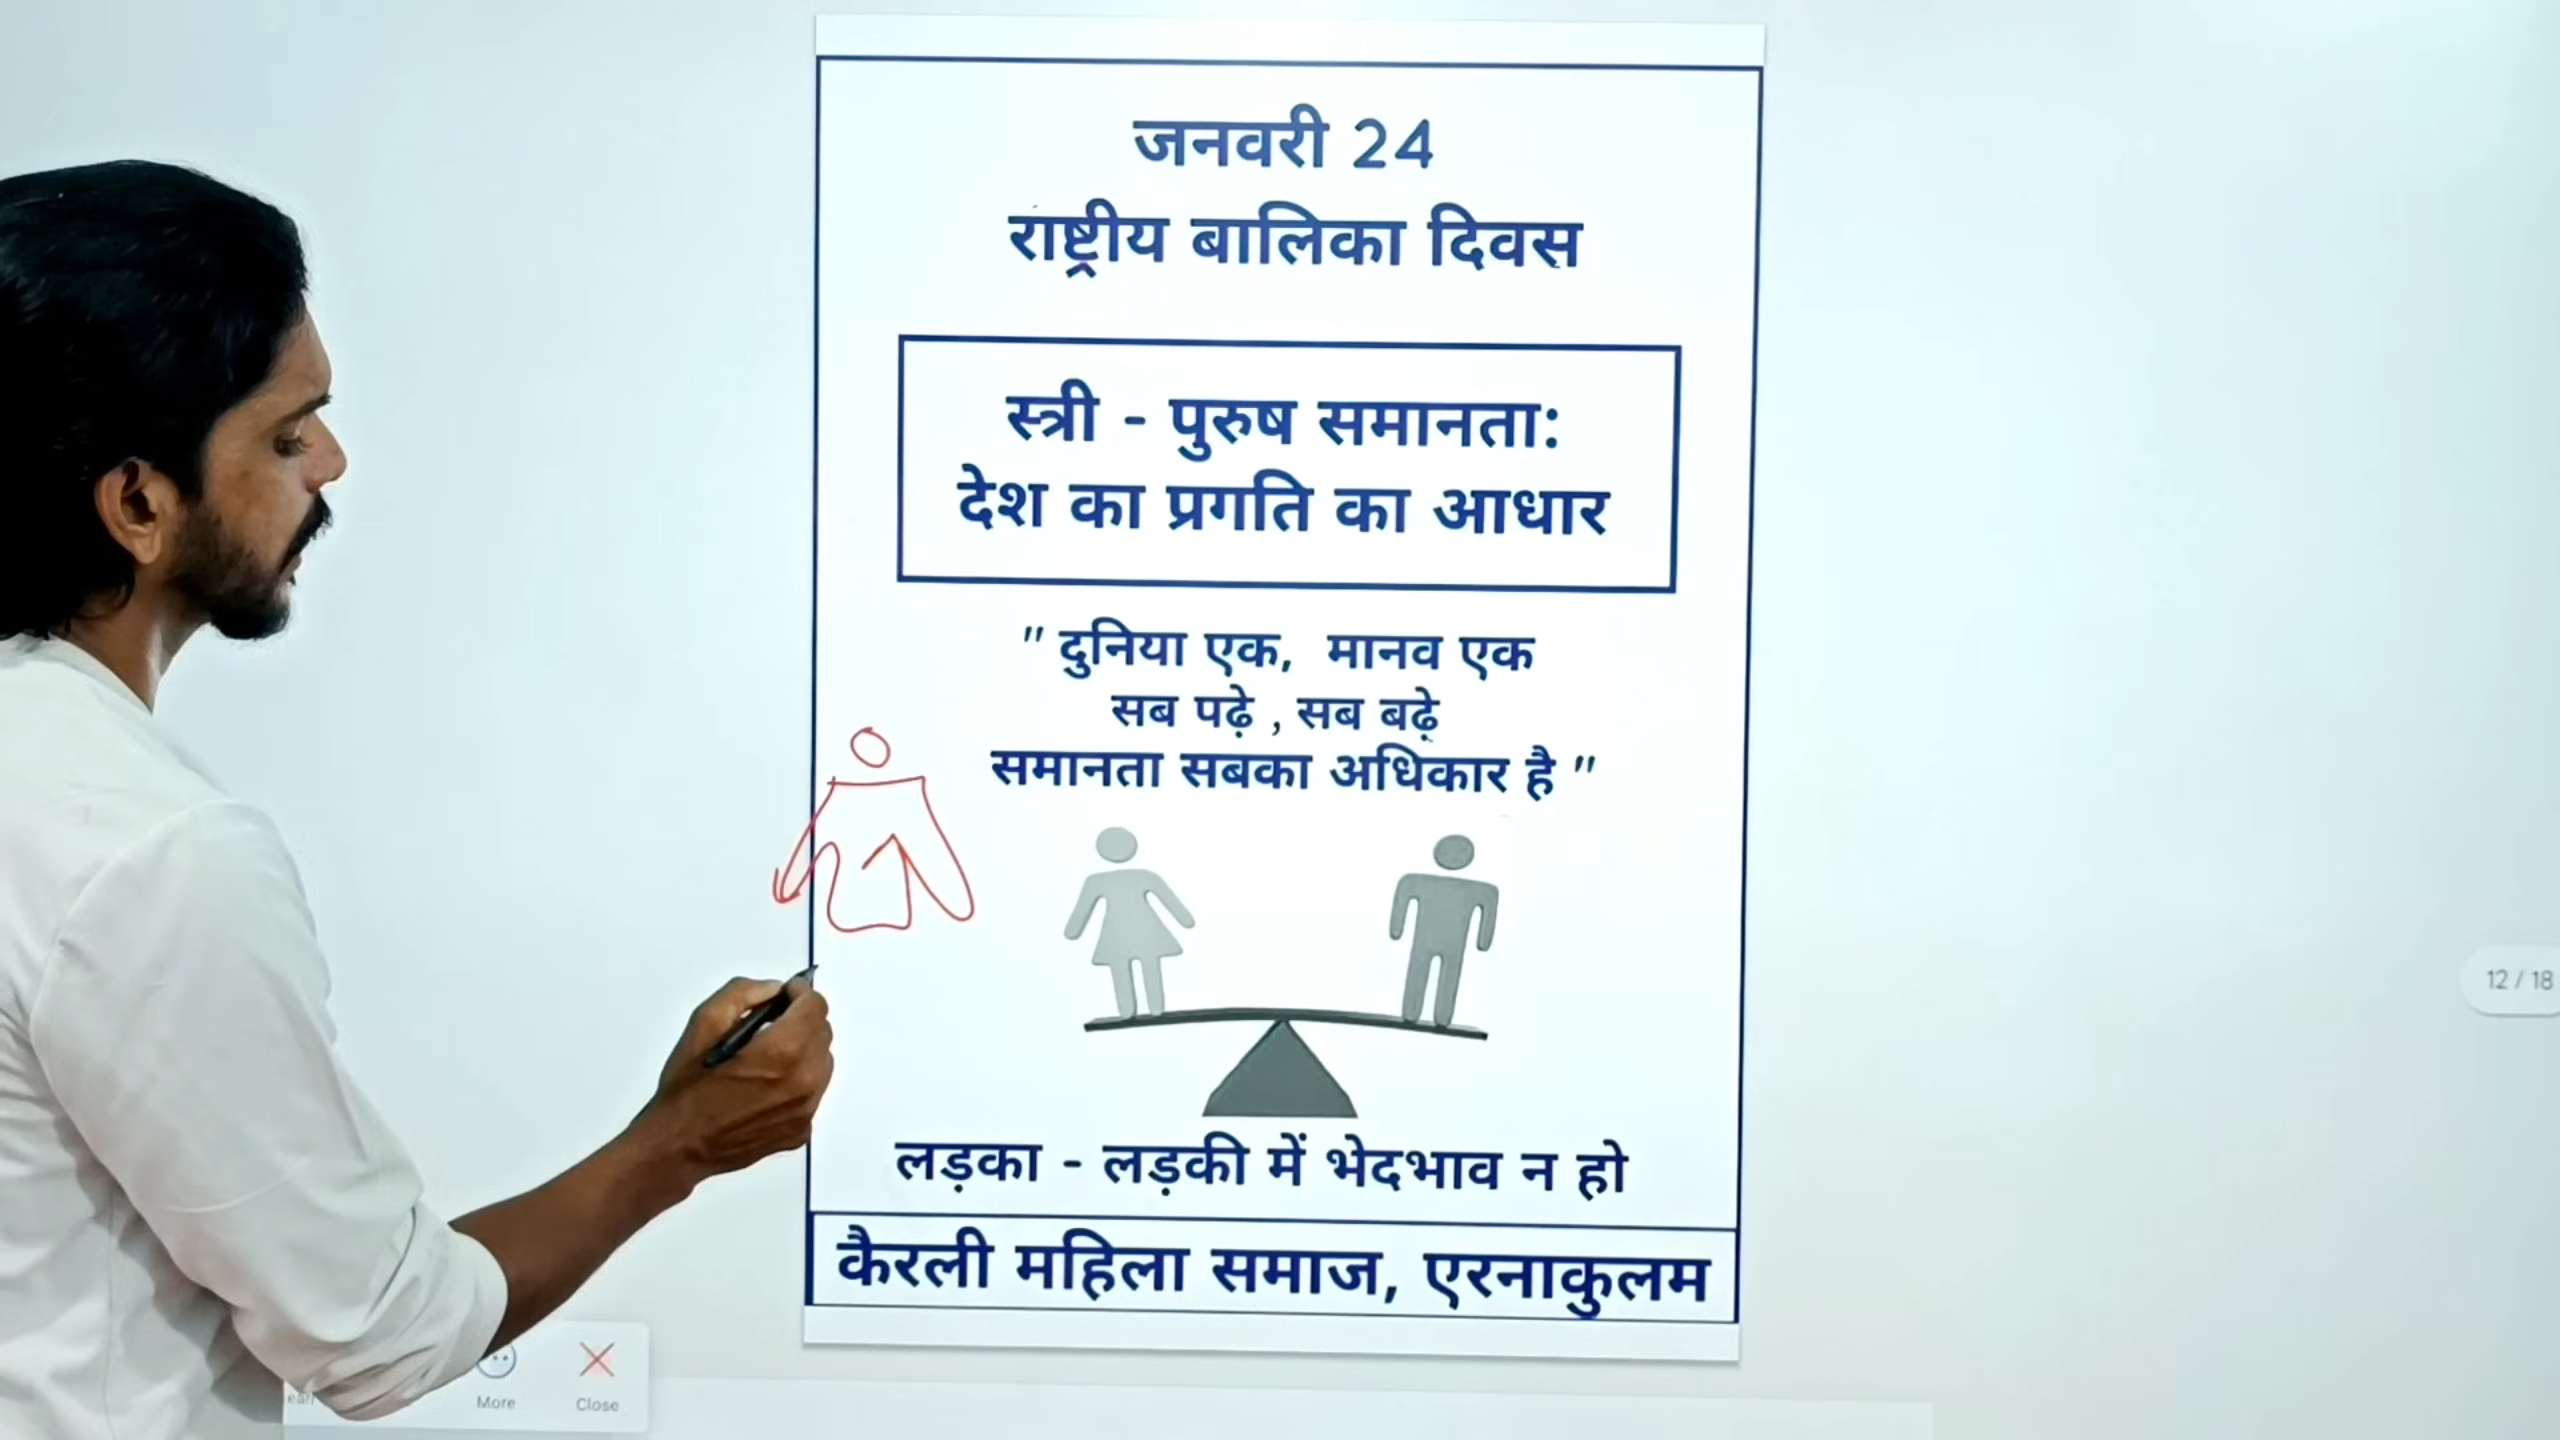 जनवरी 24
राष्ट्रीय बालिका दिवस
स्त्री - पुरुष समानता:
देश का प्रगति का आधार
" दुनिया एक, मानव एक
सब पढ़े , सब बढ़े
समानता सबका अधिकार है "
लड़का - लड़की में भेदभाव न हो
कैरली महिला समाज, एरनाकुलम
12 / 18
More
Close